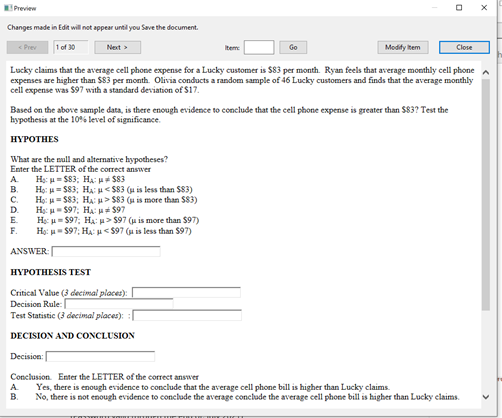 Preview
Changes made in Edit will not appear until you Save the document.
< Prev 1 of 30 Next > Item: Go Modify Item Close
Lucky claims that the average cell phone expense for a Lucky customer is $83 per month. Ryan feels that average monthly cell phone
expenses are higher than $83 per month. Olivia conducts a random sample of 46 Lucky customers and finds that the average monthly
cell expense was $97 with a standard deviation of $17.
Based on the above sample data, is there enough evidence to conclude that the cell phone expense is greater than $83? Test the
hypothesis at the 10% level of significance.
HYPOTHES
What are the null and alternative hypotheses?
Enter the LETTER of the correct answer
A. H₀: μ = $83; Hᴀ: μ ≠ $83
B. H₀: μ = $83; Hᴀ: μ < $83 (μ is less than $83)
C. H₀: μ = $83; Hᴀ: μ > $83 (μ is more than $83)
D. H₀: μ = $97; Hᴀ: μ ≠ $97
E. H₀: μ = $97; Hᴀ: μ > $97 (μ is more than $97)
F. H₀: μ = $97; Hᴀ: μ < $97 (μ is less than $97)
ANSWER:
HYPOTHESIS TEST
Critical Value (3 decimal places):
Decision Rule:
Test Statistic (3 decimal places): :
DECISION AND CONCLUSION
Decision:
Conclusion. Enter the LETTER of the correct answer
A. Yes, there is enough evidence to conclude that the average cell phone bill is higher than Lucky claims.
B. No, there is not enough evidence to conclude the average conclude the average cell phone bill is higher than Lucky claims.